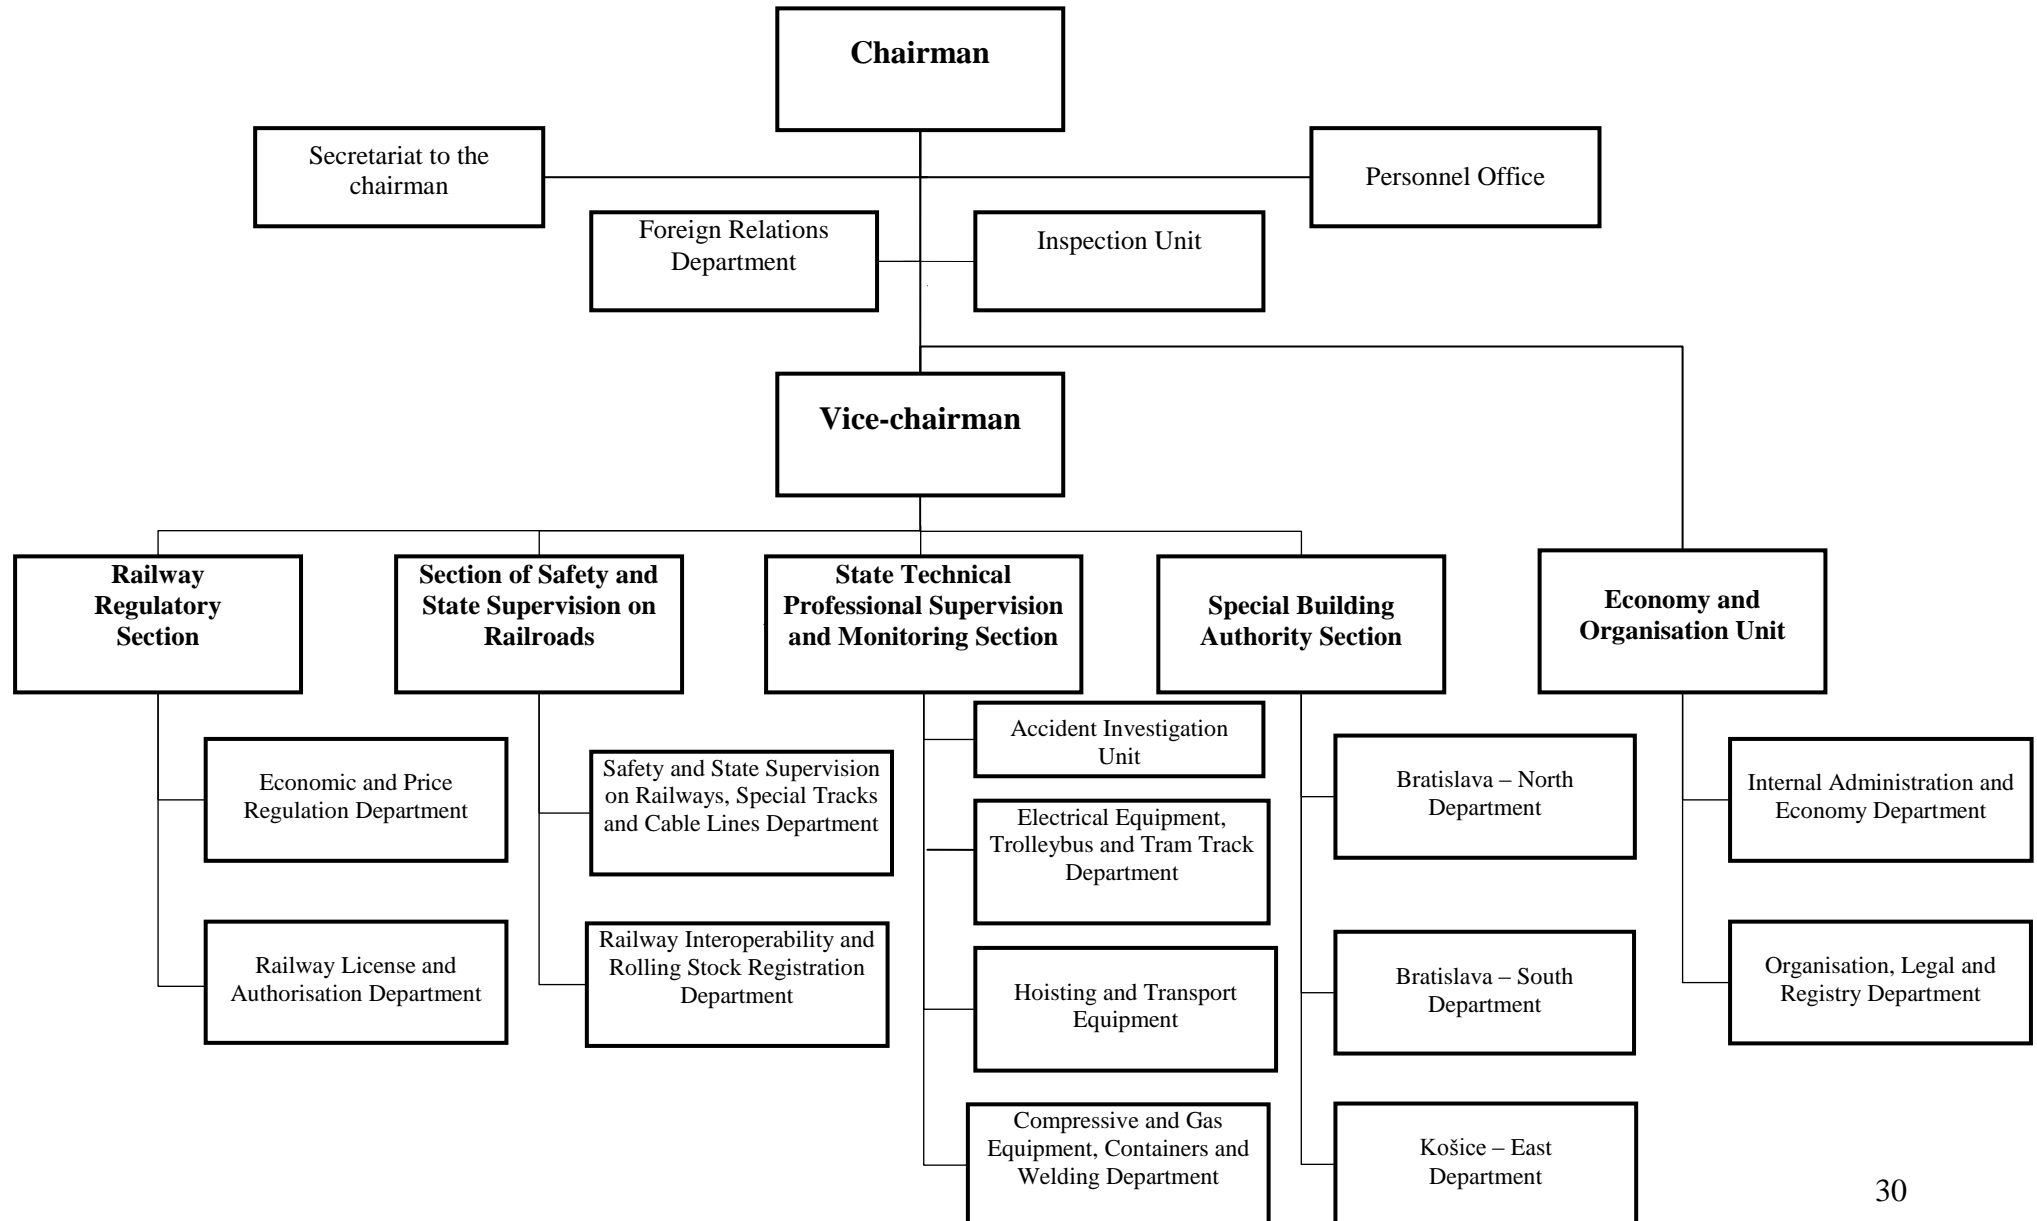 Chairman
Secretariat to the
chairman
Personnel Office
Foreign Relations
Department
Inspection Unit
Vice-chairman
Railway
Regulatory
Section
Section of Safety and
State Supervision on
Railroads
State Technical
Professional Supervision
and Monitoring Section
Special Building
Authority Section
Economy and
Organisation Unit
Economic and Price
Regulation Department
Railway License and
Authorisation Department
Safety and State Supervision
on Railways, Special Tracks
and Cable Lines Department
Railway Interoperability and
Rolling Stock Registration
Department
Accident Investigation
Unit
Electrical Equipment,
Trolleybus and Tram Track
Department
Hoisting and Transport
Equipment
Compressive and Gas
Equipment, Containers and
Welding Department
Bratislava – North
Department
Bratislava – South
Department
Košice – East
Department
Internal Administration and
Economy Department
Organisation, Legal and
Registry Department
30